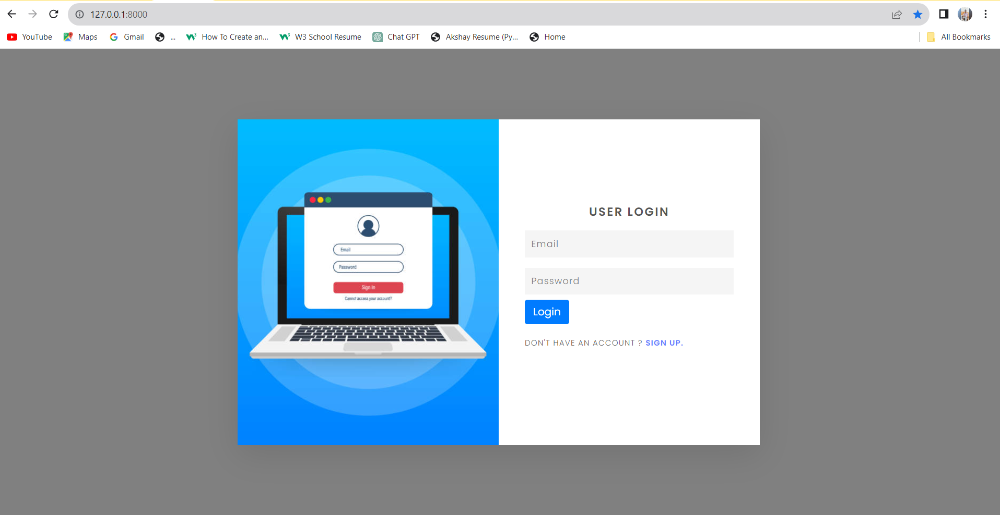 127.0.0.1:8000
YouTube Maps Gmail ... How To Create an... W3 School Resume Chat GPT Akshay Resume (Py... Home All Bookmarks
Email
Password
Sign In
Cannot access your account?
USER LOGIN
Email
Password
Login
DON'T HAVE AN ACCOUNT ? SIGN UP.